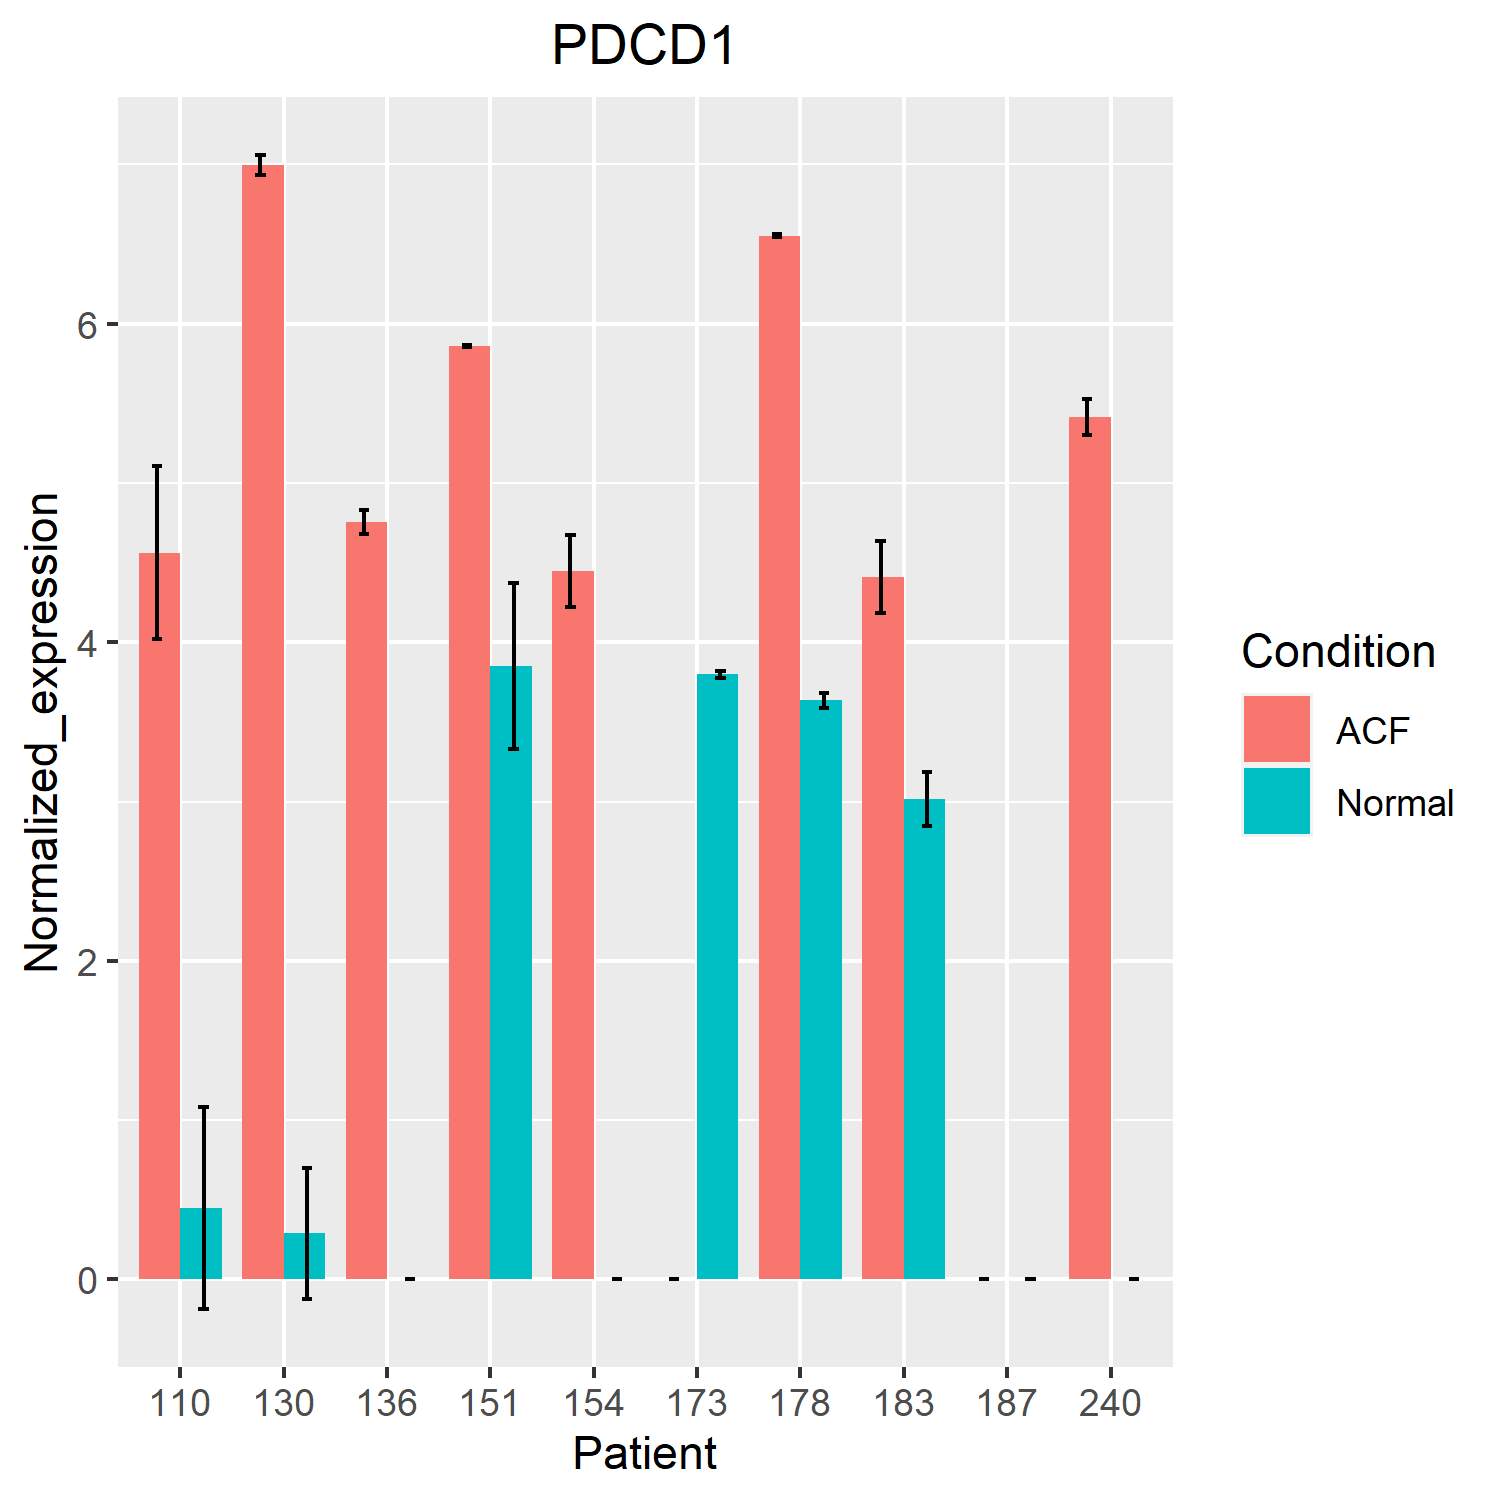 PDCD1
Normalized_expression
6
4
2
0
110 130 136 151 154 173 178 183 187 240
Patient
Condition
ACF
Normal